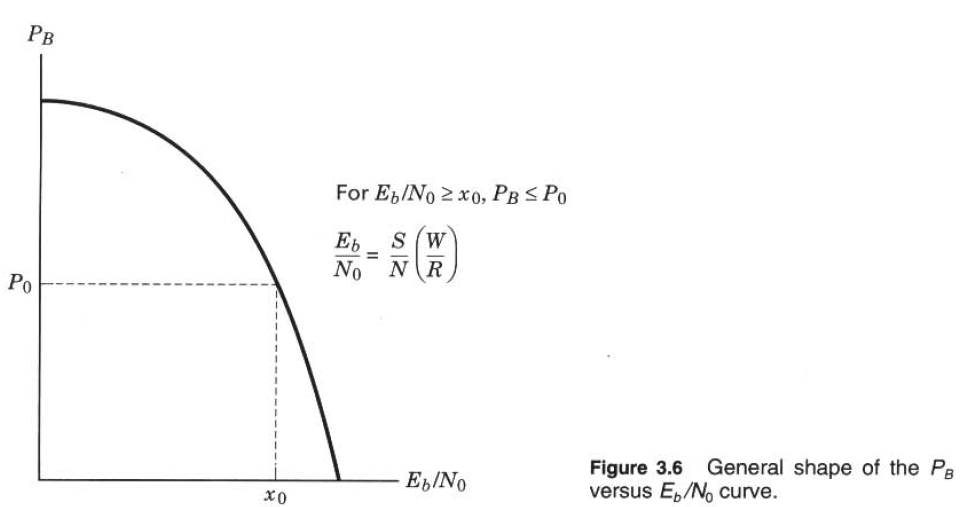 P_B
For E_b/N_0 ≥ x_0, P_B ≤ P_0
E_b/N_0 = S/N (W/R)
P_0
x_0
E_b/N_0
Figure 3.6 General shape of the P_B
versus E_b/N_0 curve.